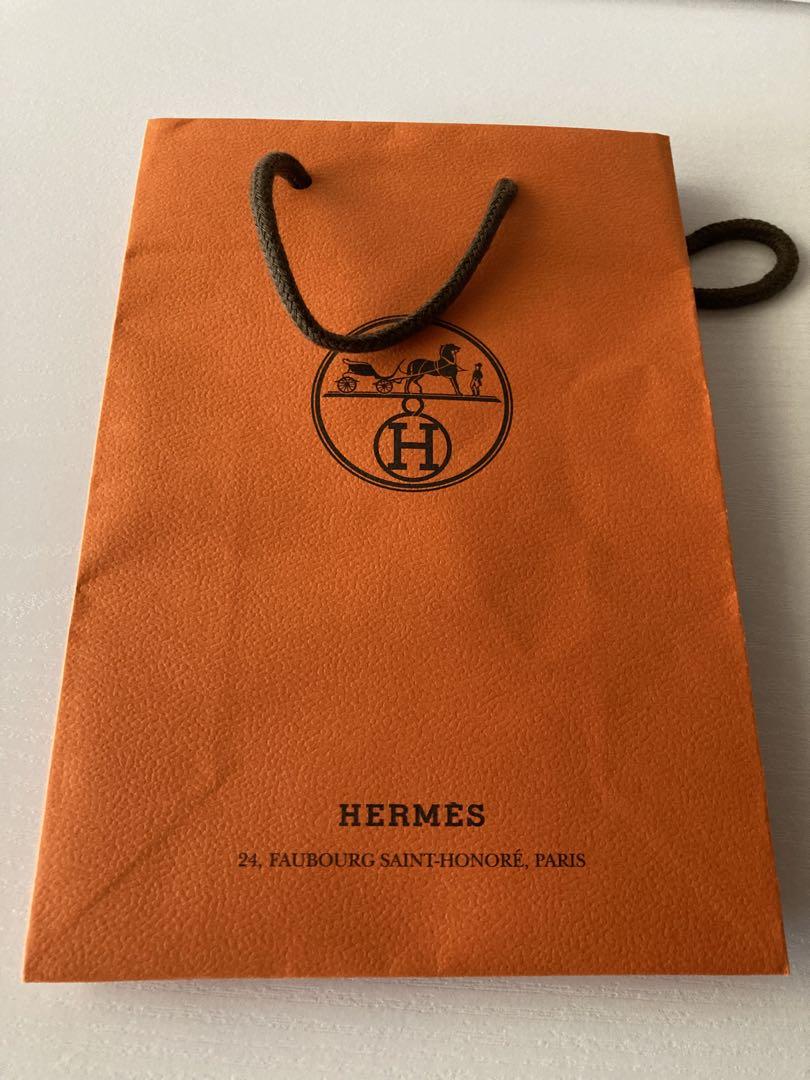 H
HERMÈS
24, FAUBOURG SAINT-HONORÉ, PARIS